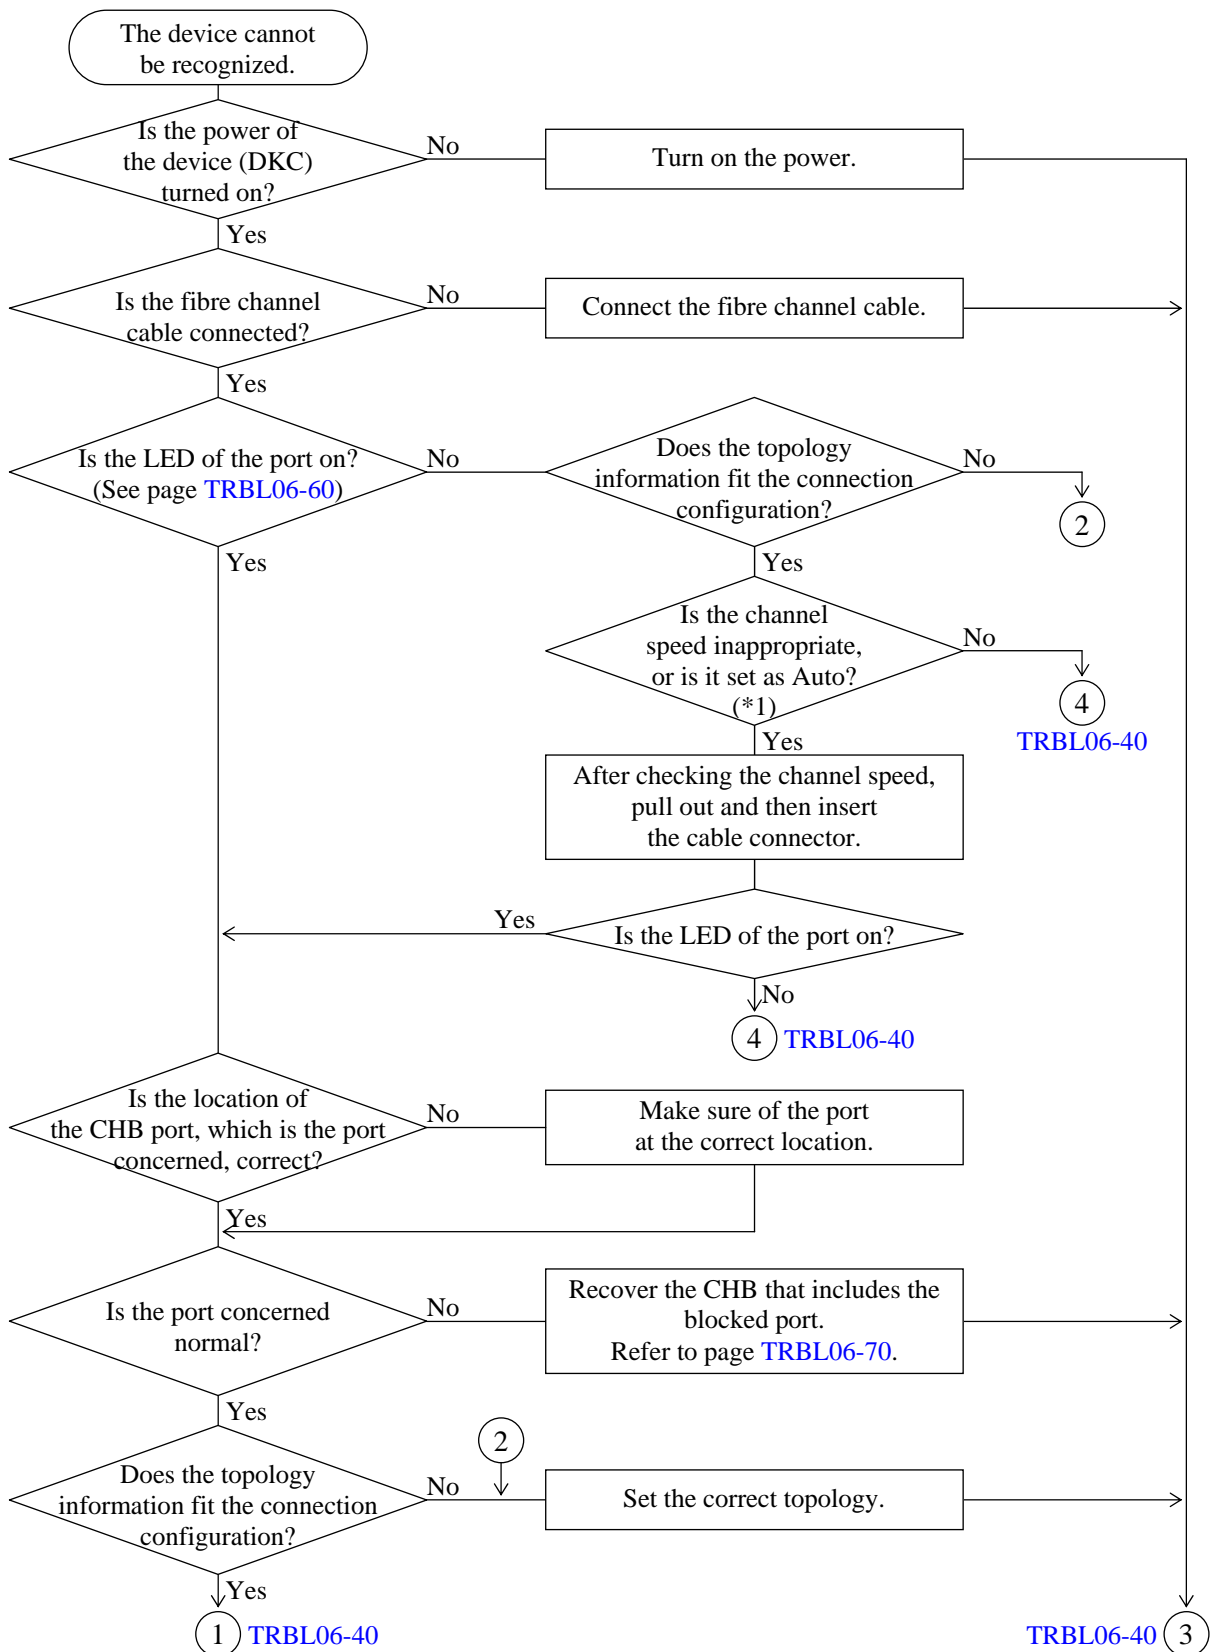 The device cannot
be recognized.
Is the power of
the device (DKC)
turned on?
No
Turn on the power.
Yes
Is the fibre channel
cable connected?
No
Connect the fibre channel cable.
Yes
Is the LED of the port on?
(See page TRBL06-60)
No
Does the topology
information fit the connection
configuration?
No
2
Yes
Yes
Is the channel
speed inappropriate,
or is it set as Auto?
(*1)
No
4
TRBL06-40
Yes
After checking the channel speed,
pull out and then insert
the cable connector.
Yes
Is the LED of the port on?
No
4 TRBL06-40
Is the location of
the CHB port, which is the port
concerned, correct?
No
Make sure of the port
at the correct location.
Yes
Is the port concerned
normal?
No
Recover the CHB that includes the
blocked port.
Refer to page TRBL06-70.
Yes
2
Does the topology
information fit the connection
configuration?
No
Set the correct topology.
Yes
1 TRBL06-40
TRBL06-40 3